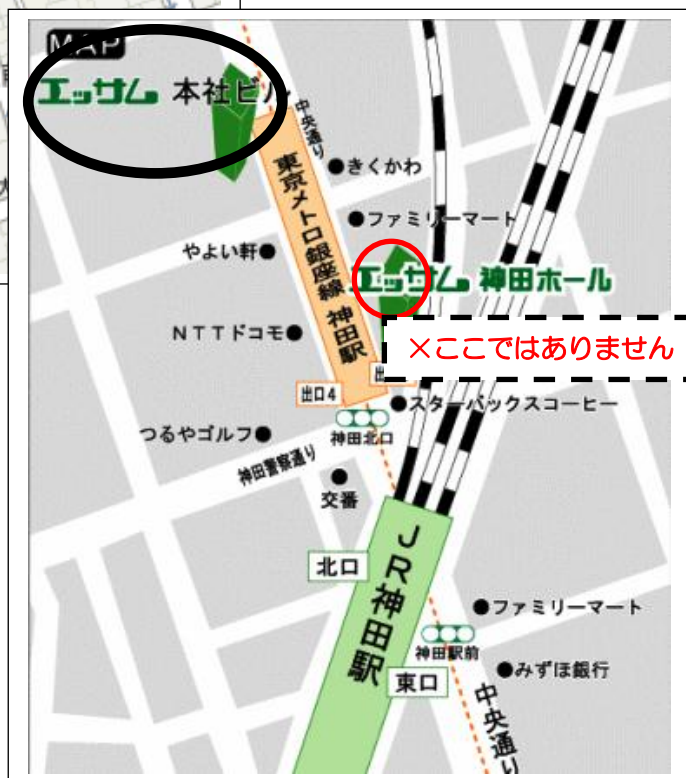 MAP
エッサム 本社ビル
中央通り
●きくかわ
東京メトロ銀座線 神田駅
●ファミリーマート
やよい軒●
エッサム 神田ホール
NTTドコモ●
×ここではありません
出口4
●スターバックスコーヒー
神田北口
つるやゴルフ●
神田警察通り
交番
JR神田駅
北口
●ファミリーマート
神田駅前
●みずほ銀行
東口
中央通り